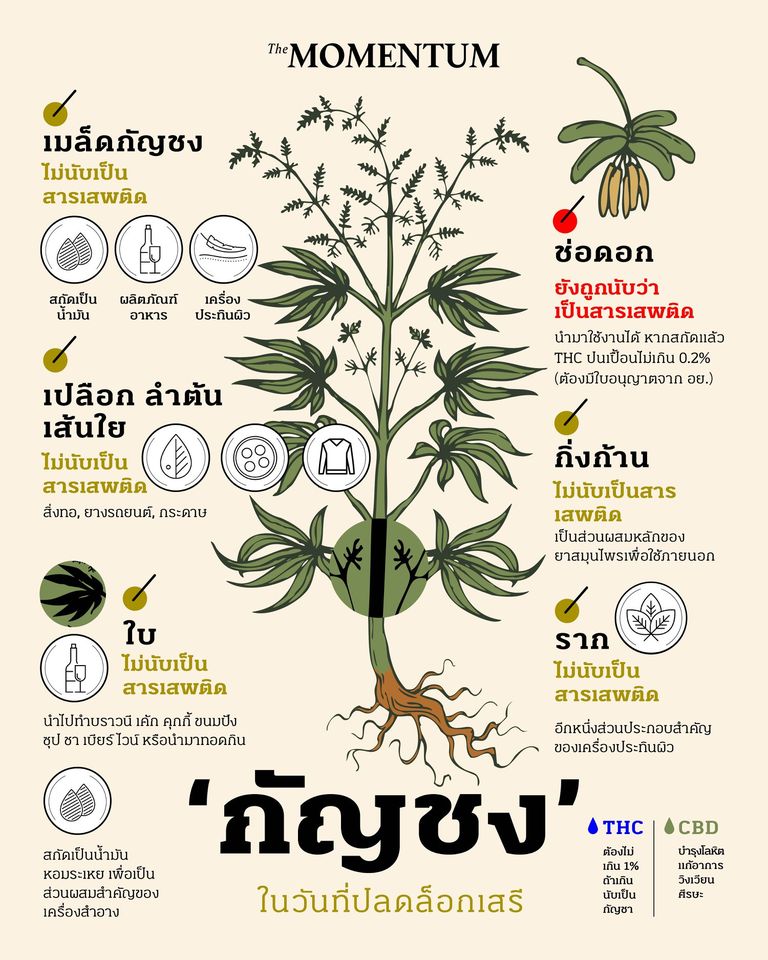 The MOMENTUM
เมล็ดกัญชง
ไม่นับเป็น
สารเสพติด
สกัดเป็น
น้ำมัน
ผลิตภัณฑ์
อาหาร
เครื่อง
ประทินผิว
เปลือก ลำต้น
เส้นใย
ไม่นับเป็น
สารเสพติด
สิ่งทอ, ยางรถยนต์, กระดาษ
ใบ
ไม่นับเป็น
สารเสพติด
นำไปทำบราวนี่ เค้ก คุกกี้ ขนมปัง
ซุป ชา เบียร์ ไวน์ หรือนำมาทอดกิน
สกัดเป็นน้ำมัน
หอมระเหย เพื่อเป็น
ส่วนผสมสำคัญของ
เครื่องสำอาง
ช่อดอก
ยังถูกนับว่า
เป็นสารเสพติด
นำมาใช้งานได้ หากสกัดแล้ว
THC ปนเปื้อนไม่เกิน 0.2%
(ต้องมีใบอนุญาตจาก อย.)
กิ่งก้าน
ไม่นับเป็นสาร
เสพติด
เป็นส่วนผสมหลักของ
ยาสมุนไพรเพื่อใช้ภายนอก
ราก
ไม่นับเป็น
สารเสพติด
อีกหนึ่งส่วนประกอบสำคัญ
ของเครื่องประทินผิว
‘กัญชง’
ในวันที่ปลดล็อกเสรี
THC
ต้องไม่
เกิน 1%
ถ้าเกิน
นับเป็น
กัญชา
CBD
บำรุงโลหิต
แก้อาการ
วิงเวียน
ศีรษะ